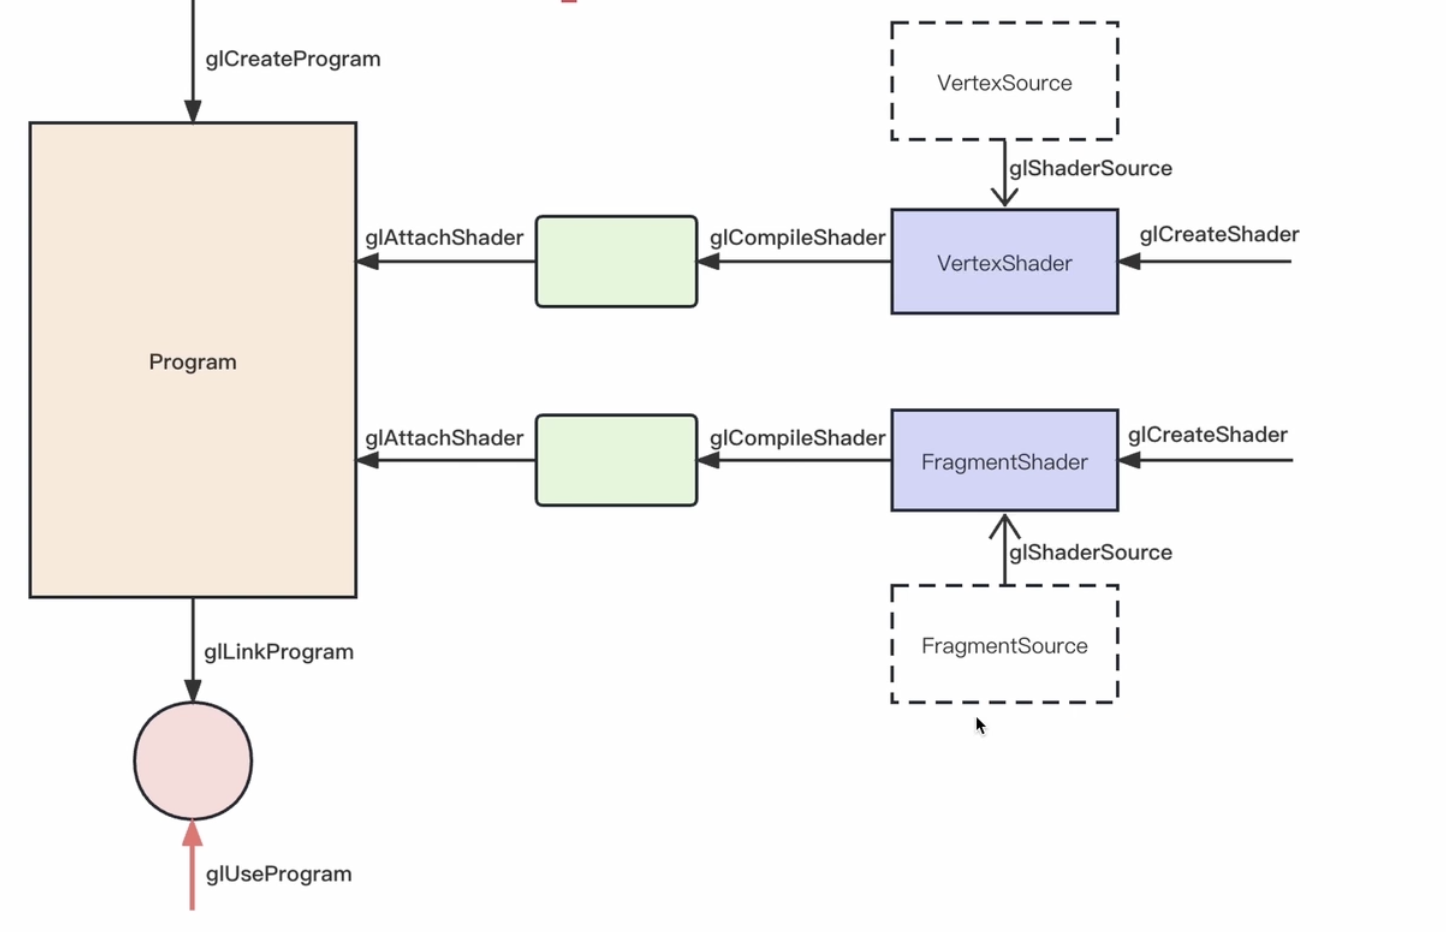 glCreateProgram
VertexSource
glShaderSource
glAttachShader
glCompileShader
VertexShader
glCreateShader
Program
glAttachShader
glCompileShader
FragmentShader
glCreateShader
glShaderSource
FragmentSource
glLinkProgram
glUseProgram